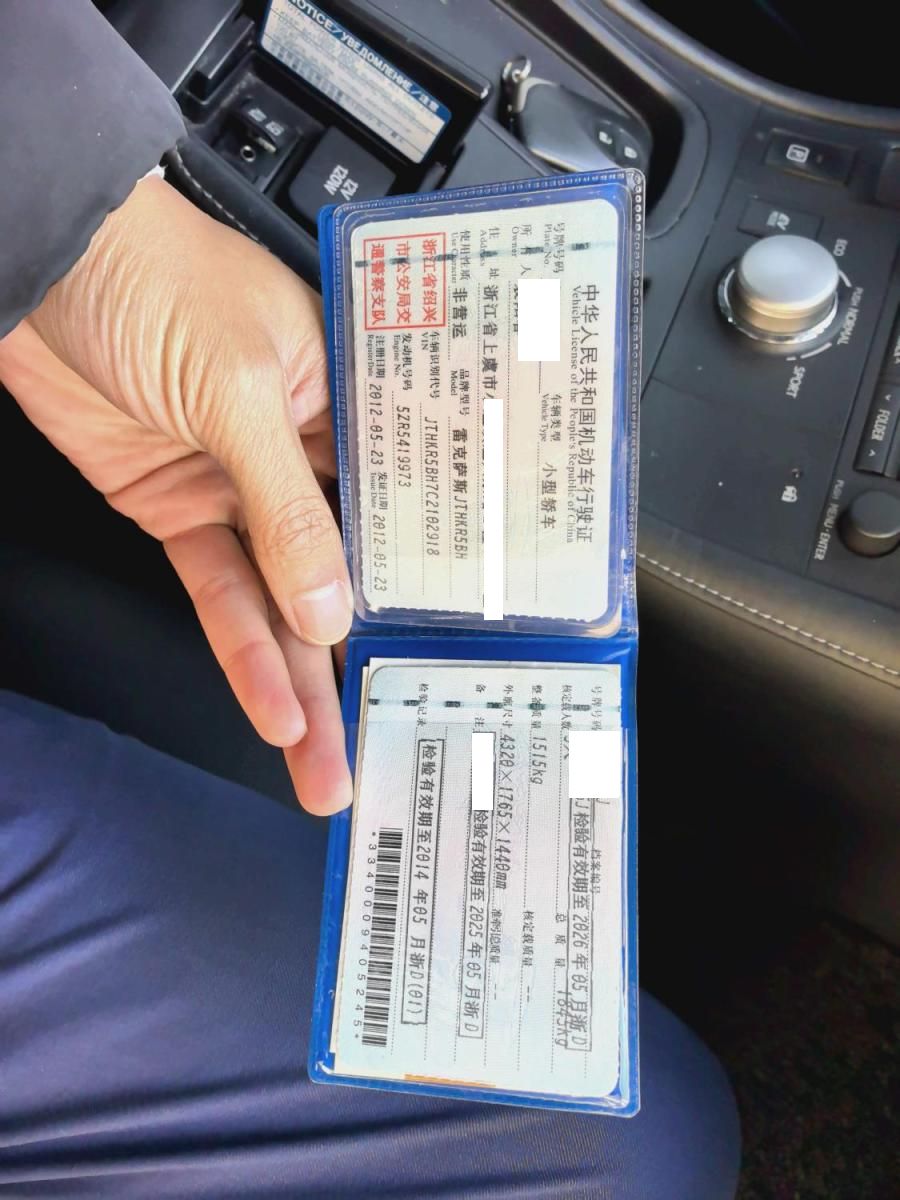 NOTICE/УВЕДОМЛЕНИЕ/注意
12V
120W
ECO
PUSH NORMAL
SPORT
EV
P
FOLDER
PUSH MENU/ENTER
中华人民共和国机动车行驶证
Vehicle License of the People's Republic of China
号牌号码
Plate No.
车辆类型 小型轿车
Vehicle Type
所 有 人
Owner
住 址 浙江省上虞市
Address
使用性质 非营运
Use Character
品牌型号 雷克萨斯JTHKR5BH
Model
浙江省绍兴
市公安局交
通警察支队
车辆识别代号 JTHKR5BH7C2102918
VIN
发动机号码 5ZR5419973
Engine No.
注册日期 2012-05-23 发证日期 2012-05-23
Register Date Issue Date
号牌号码 档案编号
核定载人数 总 质 量 1845kg
检验有效期至2026年05月浙D
整备质量 1515kg 核定载质量 --
外廓尺寸 4320×1765×1440mm 准牵引总质量 --
备 注 检验有效期至2025年05月浙D
检验记录 检验有效期至2014年05月浙D(01)
*3340009405245*